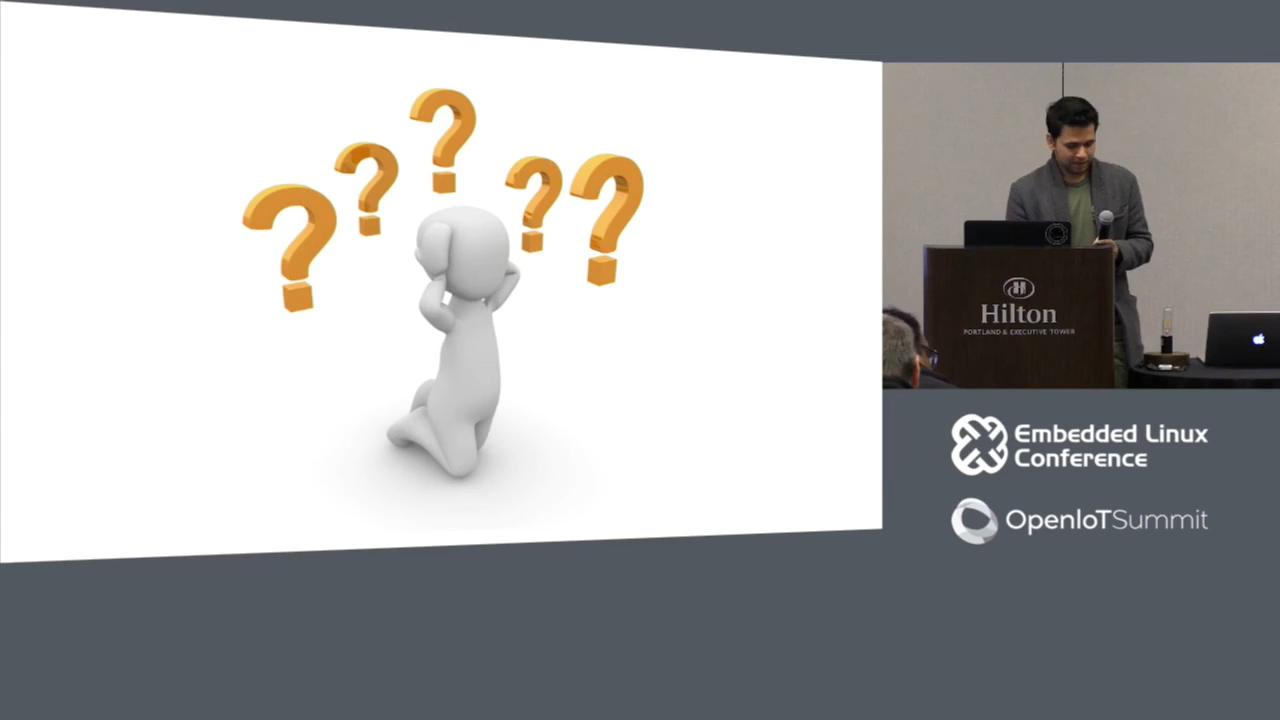 ? ? ? ? ?
Hilton
PORTLAND & EXECUTIVE TOWER
Embedded Linux
Conference
OpenIoTSummit